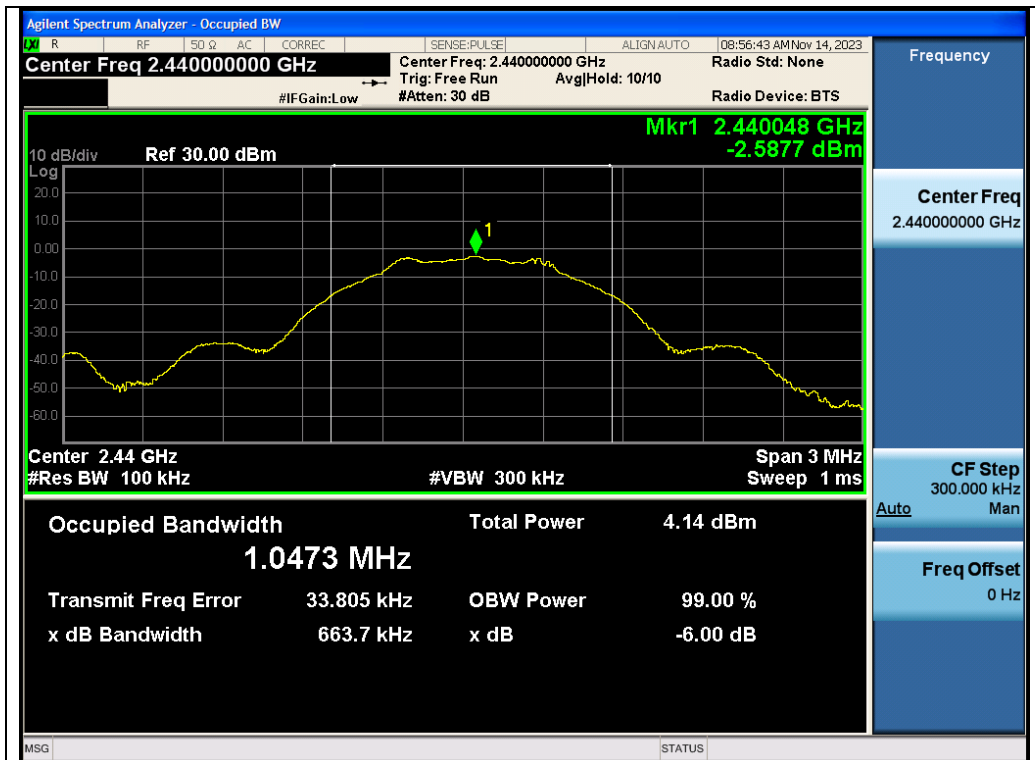 Agilent Spectrum Analyzer - Occupied BW
LXI R RF 50 Ω AC CORREC SENSE:PULSE ALIGN AUTO 08:56:43 AM Nov 14, 2023
Center Freq 2.440000000 GHz
Center Freq: 2.440000000 GHz
Radio Std: None
Trig: Free Run Avg|Hold: 10/10
#IFGain:Low
#Atten: 30 dB
Radio Device: BTS
Mkr1 2.440048 GHz
-2.5877 dBm
10 dB/div Ref 30.00 dBm
Log
20.0
10.0
0.00
-10.0
-20.0
-30.0
-40.0
-50.0
-60.0
1
Center 2.44 GHz Span 3 MHz
#Res BW 100 kHz #VBW 300 kHz Sweep 1 ms
Occupied Bandwidth Total Power 4.14 dBm
1.0473 MHz
Transmit Freq Error 33.805 kHz OBW Power 99.00 %
x dB Bandwidth 663.7 kHz x dB -6.00 dB
Frequency
Center Freq
2.440000000 GHz
CF Step
300.000 kHz
Auto Man
Freq Offset
0 Hz
MSG STATUS